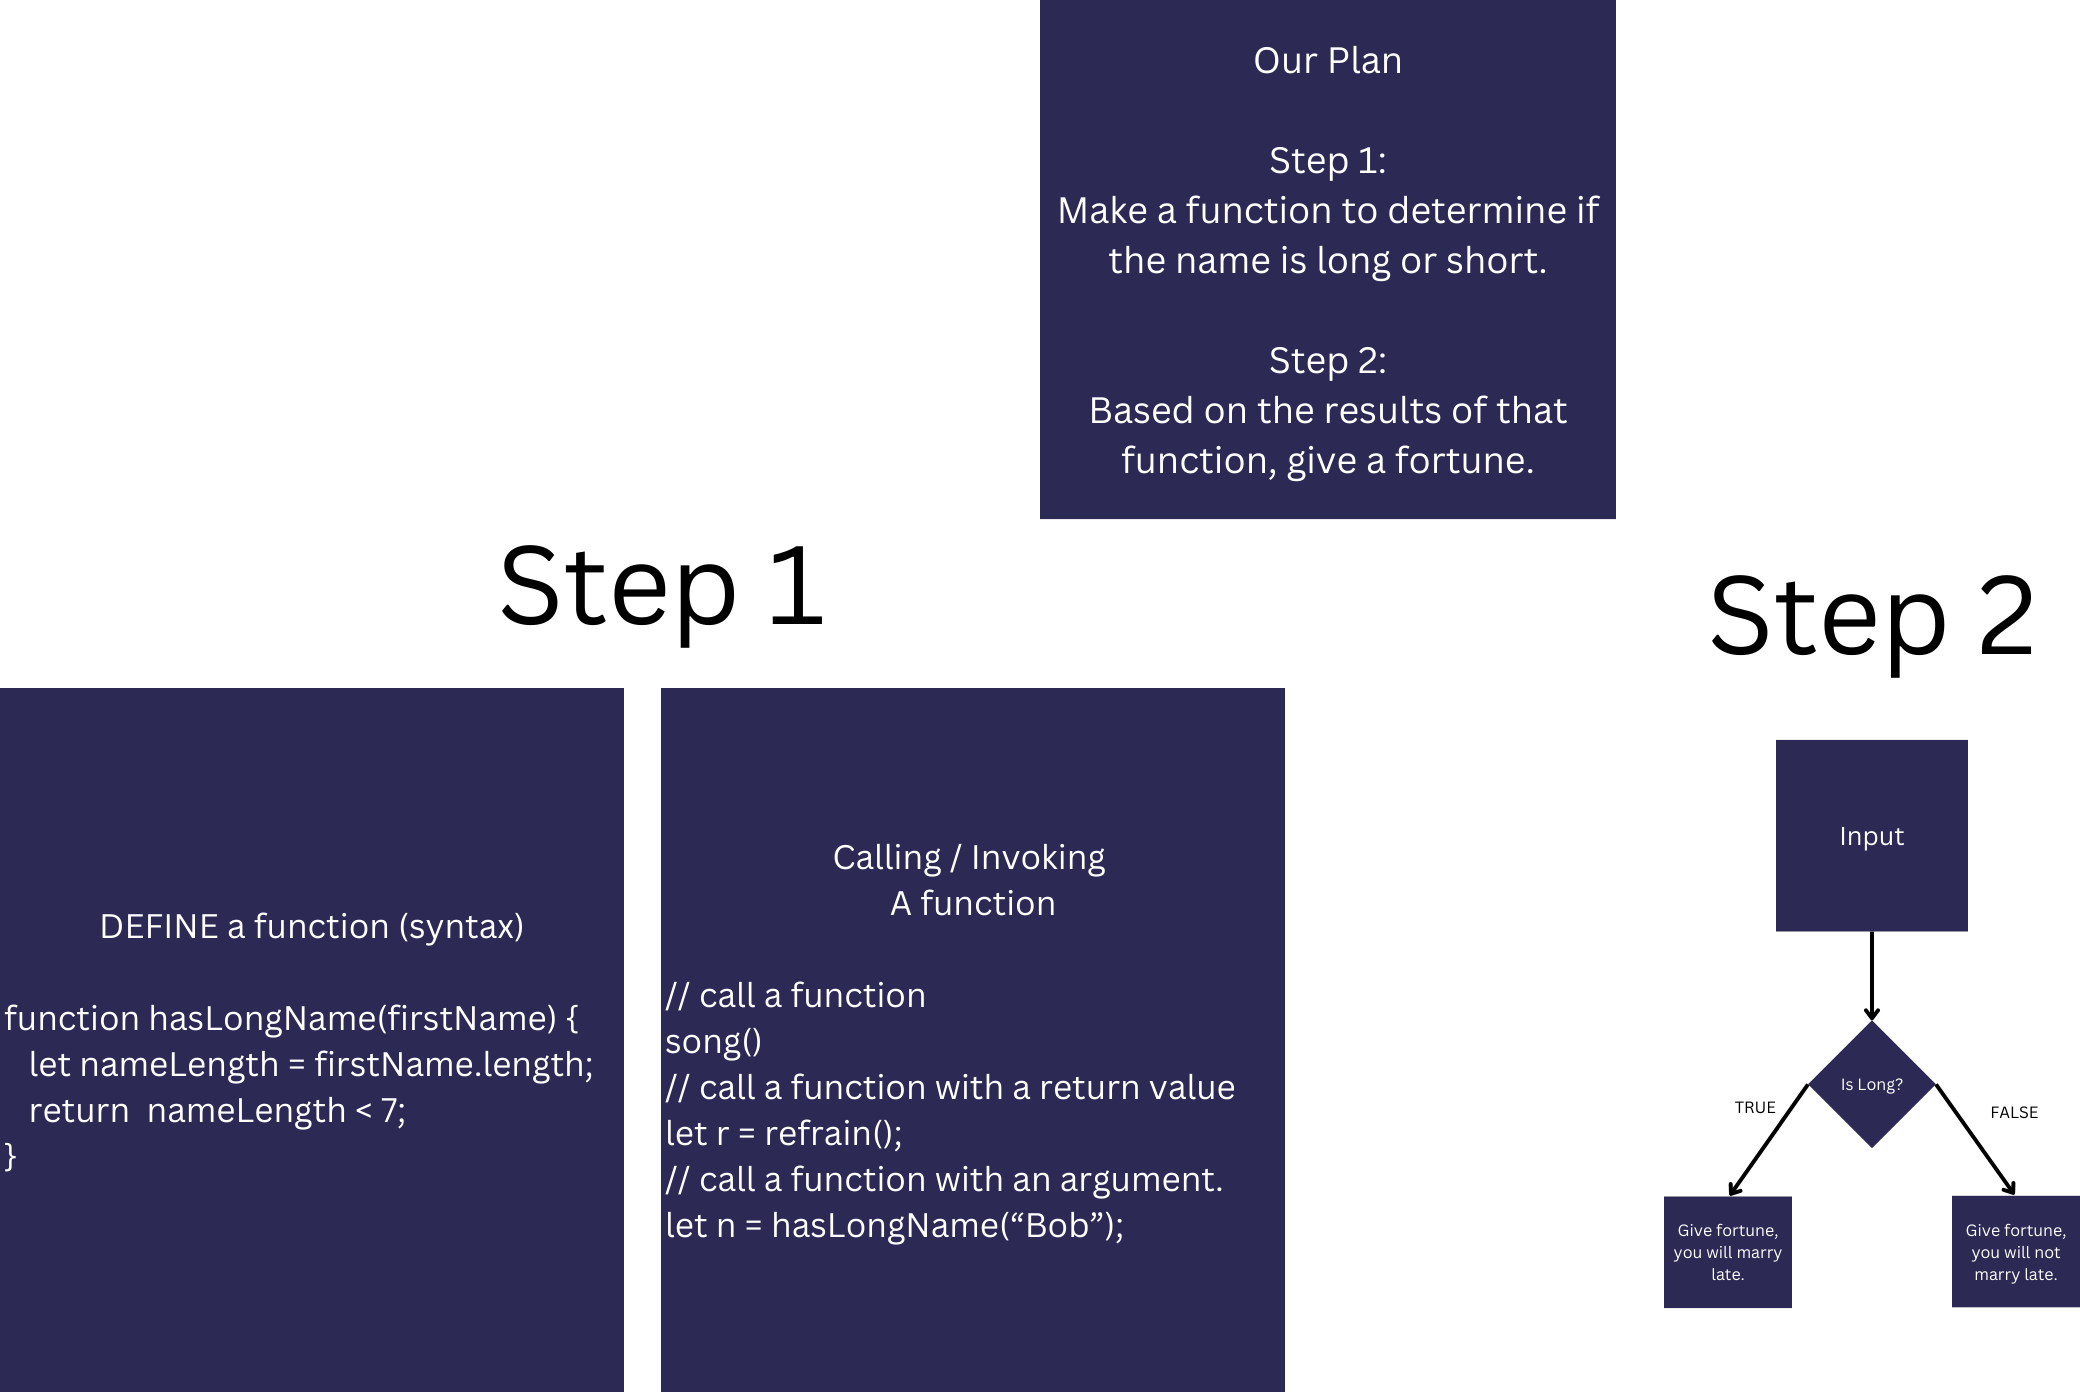 Our Plan
Step 1:
Make a function to determine if
the name is long or short.
Step 2:
Based on the results of that
function, give a fortune.
Step 1
DEFINE a function (syntax)
function hasLongName(firstName) {
let nameLength = firstName.length;
return  nameLength < 7;
}
Calling / Invoking
A function
// call a function
song()
// call a function with a return value
let r = refrain();
// call a function with an argument.
let n = hasLongName(“Bob”);
Step 2
Input
Is Long?
TRUE
FALSE
Give fortune,
you will marry
late.
Give fortune,
you will not
marry late.